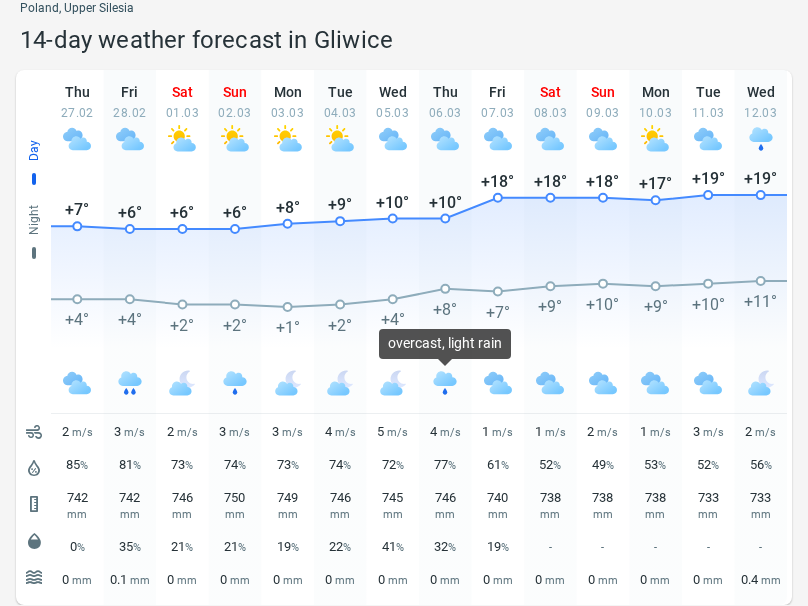 Poland, Upper Silesia
14-day weather forecast in Gliwice
Thu Fri Sat Sun Mon Tue Wed Thu Fri Sat Sun Mon Tue Wed
27.02 28.02 01.03 02.03 03.03 04.03 05.03 06.03 07.03 08.03 09.03 10.03 11.03 12.03
Day
+7° +6° +6° +6° +8° +9° +10° +10° +18° +18° +18° +17° +19° +19°
Night
+4° +4° +2° +2° +1° +2° +4° +8° +7° +9° +10° +9° +10° +11°
overcast, light rain
2 m/s 3 m/s 2 m/s 3 m/s 3 m/s 4 m/s 5 m/s 4 m/s 1 m/s 1 m/s 2 m/s 1 m/s 3 m/s 2 m/s
85% 81% 73% 74% 73% 74% 72% 77% 61% 52% 49% 53% 52% 56%
742 742 746 750 749 746 745 746 740 738 738 738 733 733
mm mm mm mm mm mm mm mm mm mm mm mm mm mm
0% 35% 21% 21% 19% 22% 41% 32% 19% - - - - -
0 mm 0.1 mm 0 mm 0 mm 0 mm 0 mm 0 mm 0 mm 0 mm 0 mm 0 mm 0 mm 0 mm 0.4 mm